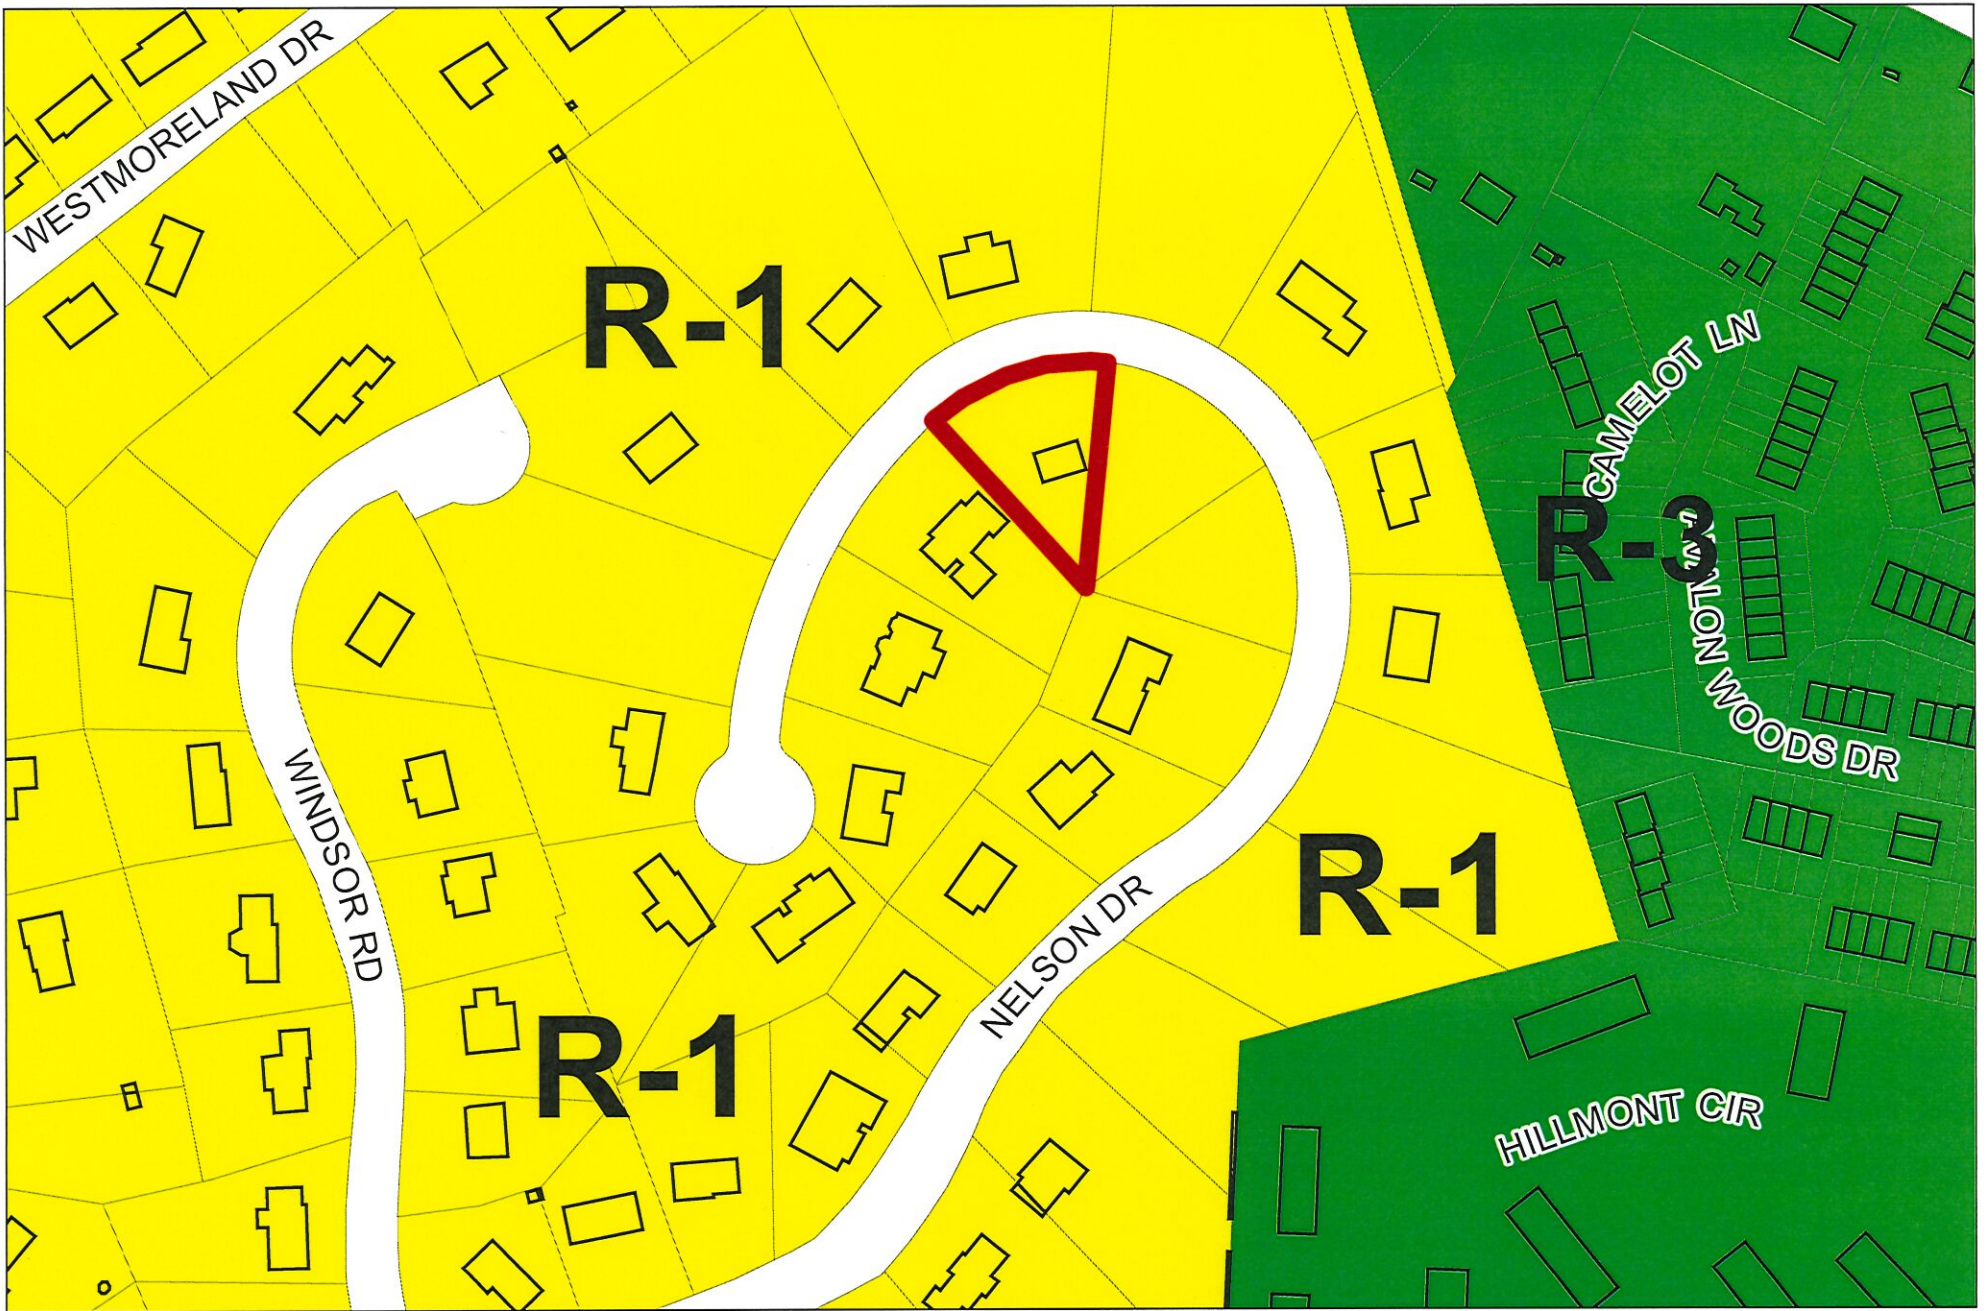 WESTMORELAND DR
R-1
CAMELOT LN
R-3
WOODS DR
WINDSOR RD
R-1
NELSON DR
R-1
HILLMONT CIR